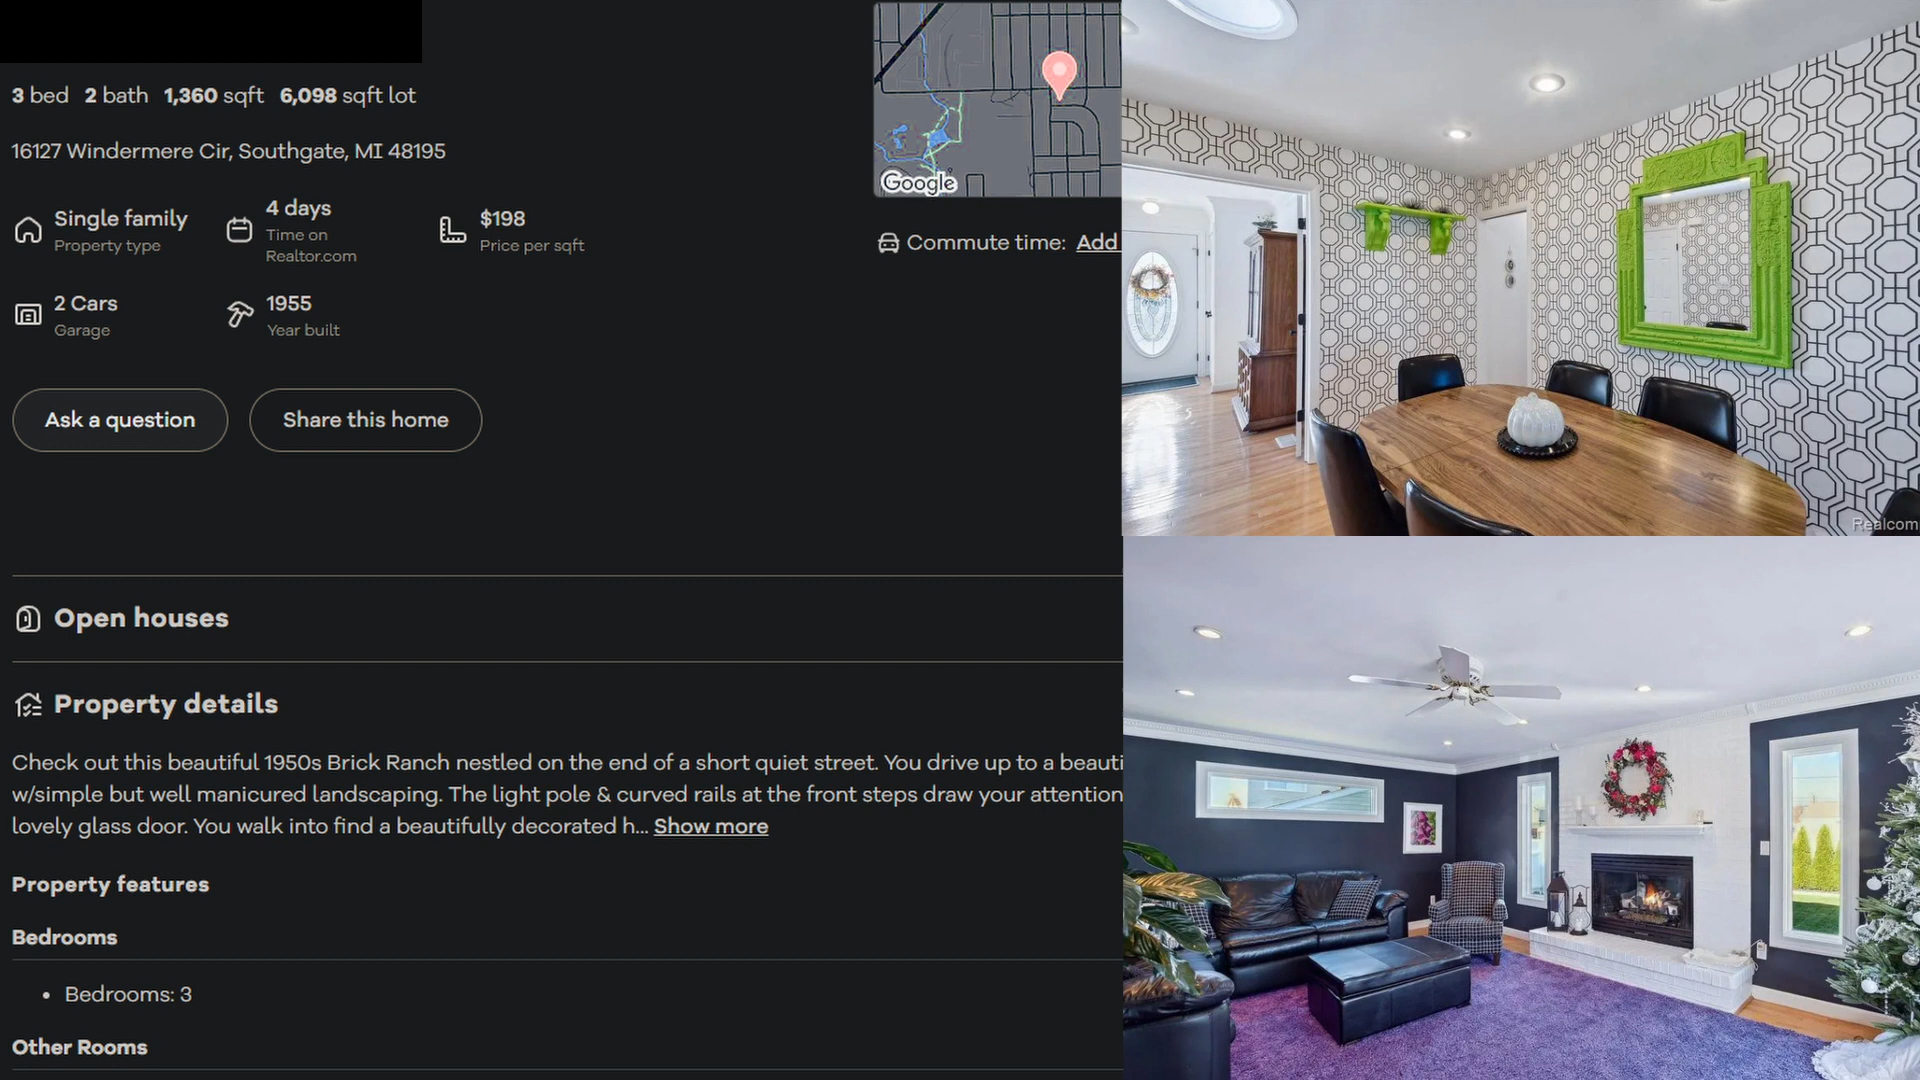 3 bed 2 bath 1,360 sqft 6,098 sqft lot
16127 Windermere Cir, Southgate, MI 48195
Single family
Property type
4 days
Time on
Realtor.com
$198
Price per sqft
2 Cars
Garage
1955
Year built
Google
Commute time: Add
Ask a question
Share this home
Open houses
Property details
Check out this beautiful 1950s Brick Ranch nestled on the end of a short quiet street. You drive up to a beauti
w/simple but well manicured landscaping. The light pole & curved rails at the front steps draw your attention
lovely glass door. You walk into find a beautifully decorated h... Show more
Property features
Bedrooms
• Bedrooms: 3
Other Rooms
Realcom